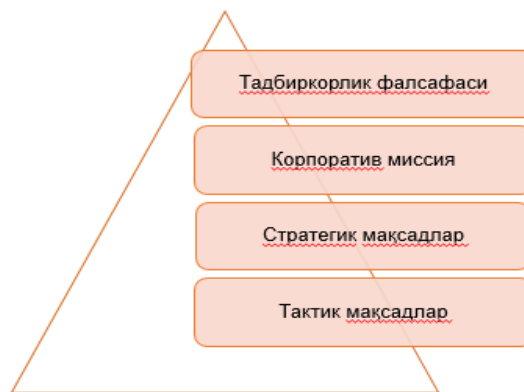 Тадбиркорлик фалсафаси
Корпоратив миссия
Стратегик мақсадлар
Тактик мақсадлар